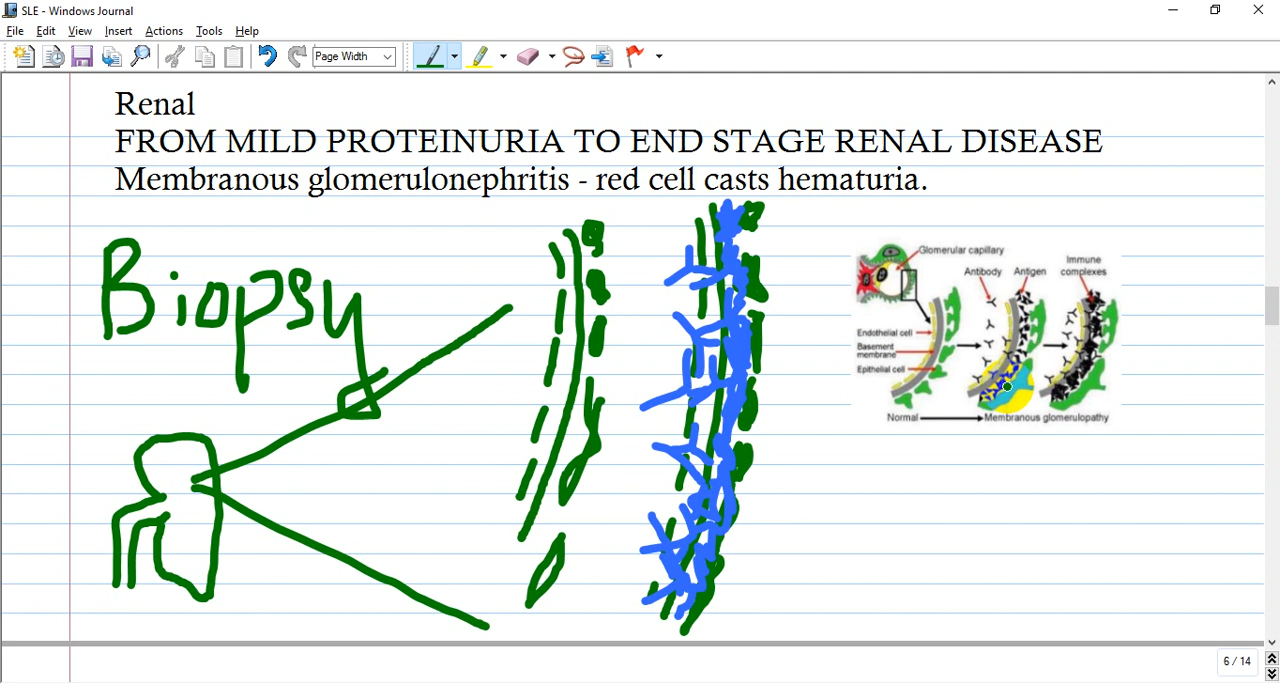 SLE - Windows Journal
File Edit View Insert Actions Tools Help
Page Width
Renal
FROM MILD PROTEINURIA TO END STAGE RENAL DISEASE
Membranous glomerulonephritis - red cell casts hematuria.
Biopsy
Glomerular capillary
Antibody Antigen Immune complexes
Endothelial cell
Basement membrane
Epithelial cell
Normal Membranous glomerulopathy
6 / 14